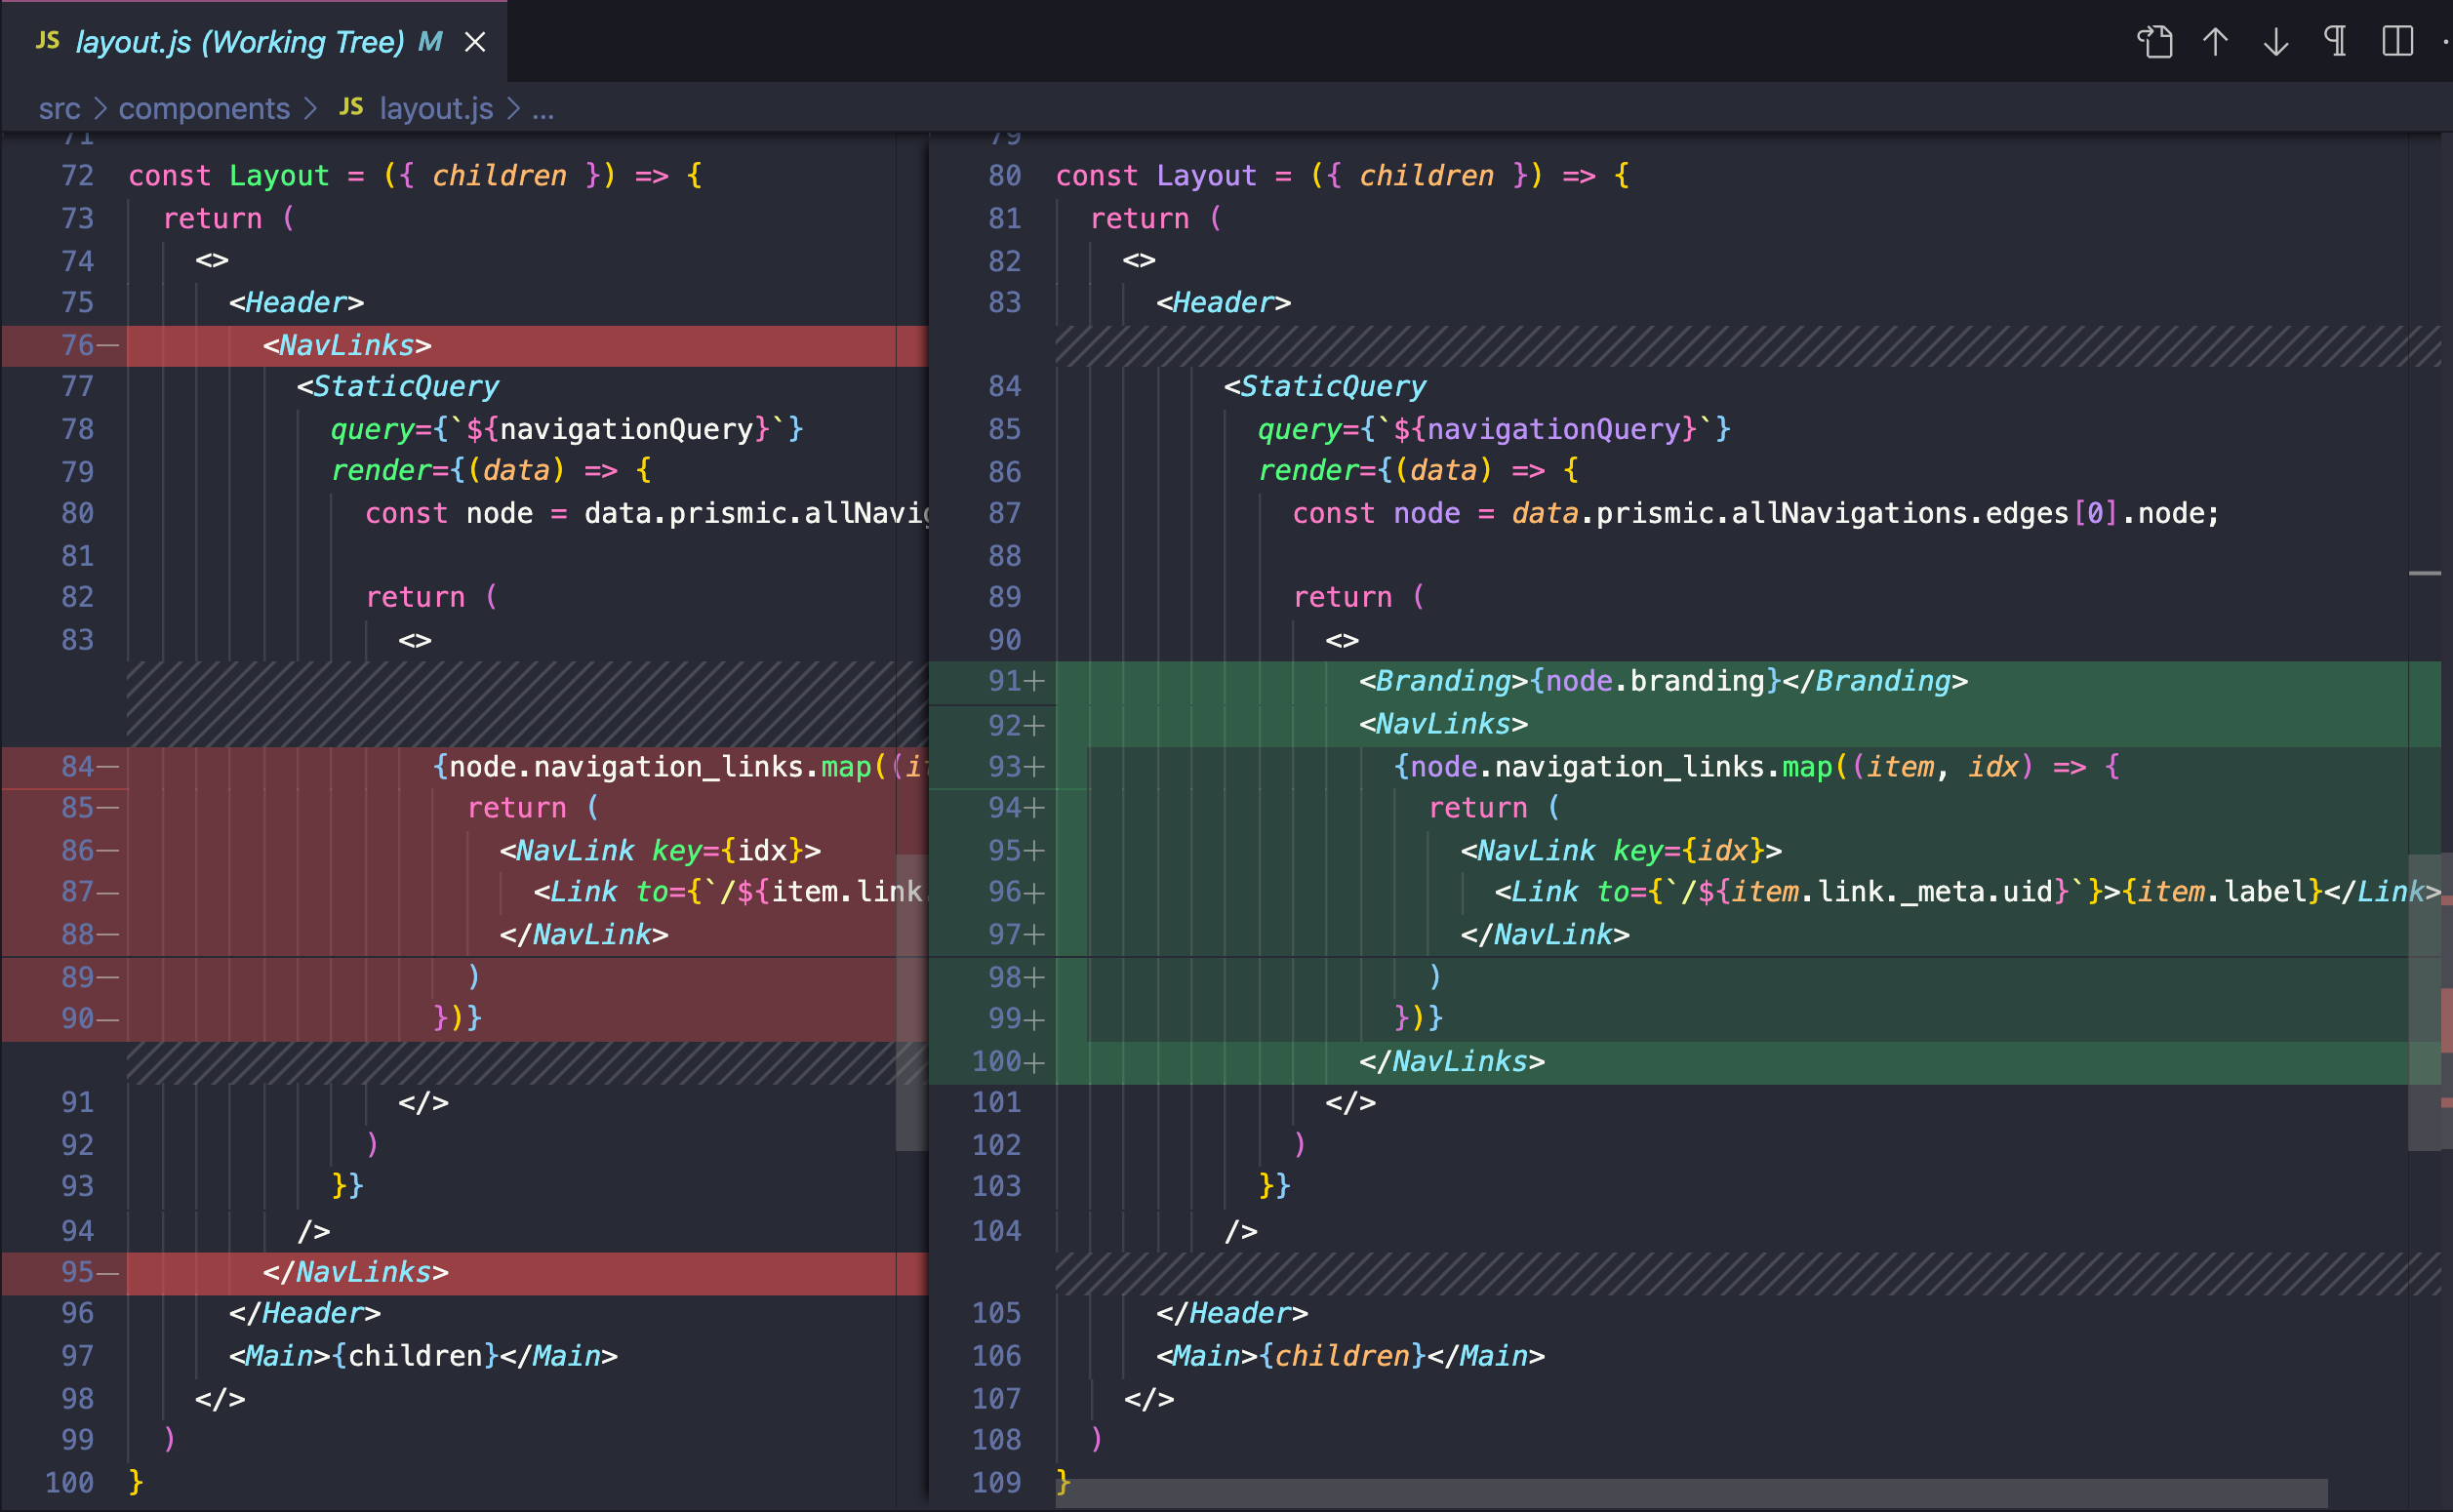 JS layout.js (Working Tree) M
src > components > JS layout.js > ...
71
72 const Layout = ({ children }) => {
73 return (
74 <>
75 <Header>
76— <NavLinks>
77 <StaticQuery
78 query={`${navigationQuery}`}
79 render={(data) => {
80 const node = data.prismic.allNavig
81
82 return (
83 <>
84— {node.navigation_links.map((it
85— return (
86— <NavLink key={idx}>
87— <Link to={`/${item.link.
88— </NavLink>
89— )
90— })}
91 </>
92 )
93 }}
94 />
95— </NavLinks>
96 </Header>
97 <Main>{children}</Main>
98 </>
99 )
100 }
79
80 const Layout = ({ children }) => {
81 return (
82 <>
83 <Header>
84 <StaticQuery
85 query={`${navigationQuery}`}
86 render={(data) => {
87 const node = data.prismic.allNavigations.edges[0].node;
88
89 return (
90 <>
91+ <Branding>{node.branding}</Branding>
92+ <NavLinks>
93+ {node.navigation_links.map((item, idx) => {
94+ return (
95+ <NavLink key={idx}>
96+ <Link to={`/${item.link._meta.uid}`}>{item.label}</Link>
97+ </NavLink>
98+ )
99+ })}
100+ </NavLinks>
101 </>
102 )
103 }}
104 />
105 </Header>
106 <Main>{children}</Main>
107 </>
108 )
109 }